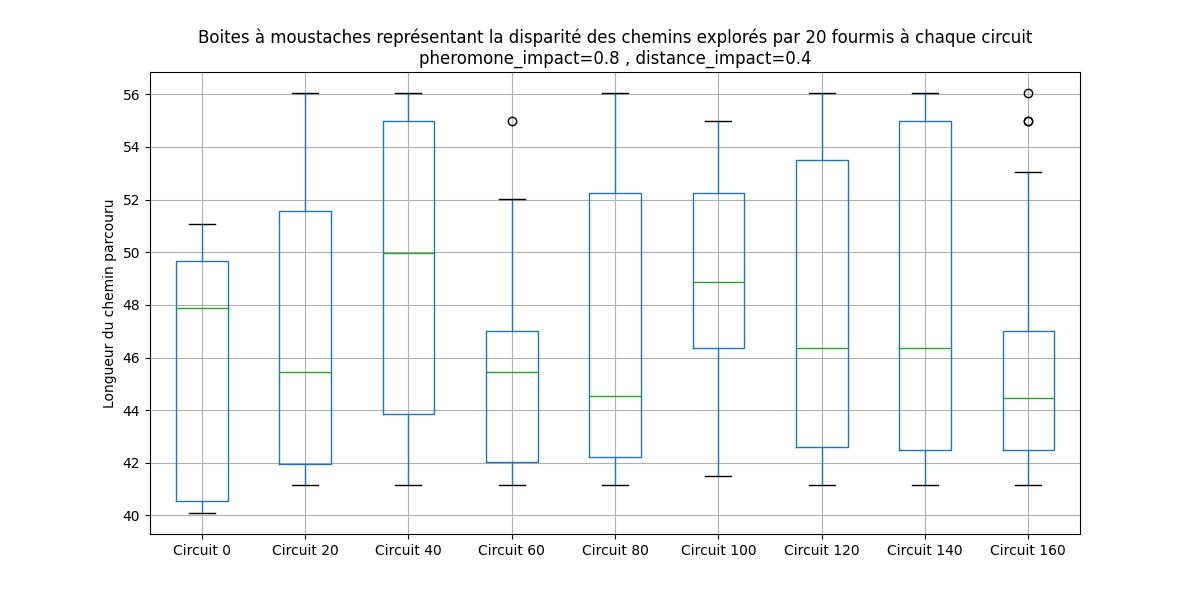 Boites à moustaches représentant la disparité des chemins explorés par 20 fourmis à chaque circuit
pheromone_impact=0.8 , distance_impact=0.4
Longueur du chemin parcouru
56
54
52
50
48
46
44
42
40
Circuit 0
Circuit 20
Circuit 40
Circuit 60
Circuit 80
Circuit 100
Circuit 120
Circuit 140
Circuit 160